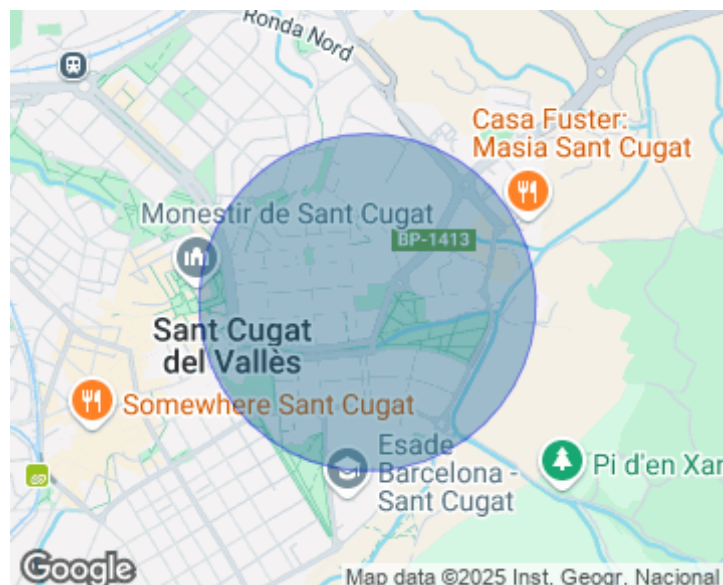 Ronda Nord
Casa Fuster:
Masia Sant Cugat
Monestir de Sant Cugat
BP-1413
Sant Cugat
del Vallès
Somewhere Sant Cugat
Esade
Barcelona -
Sant Cugat
Pi d'en Xan
Google
Map data ©2025 Inst. Geogr. Nacional